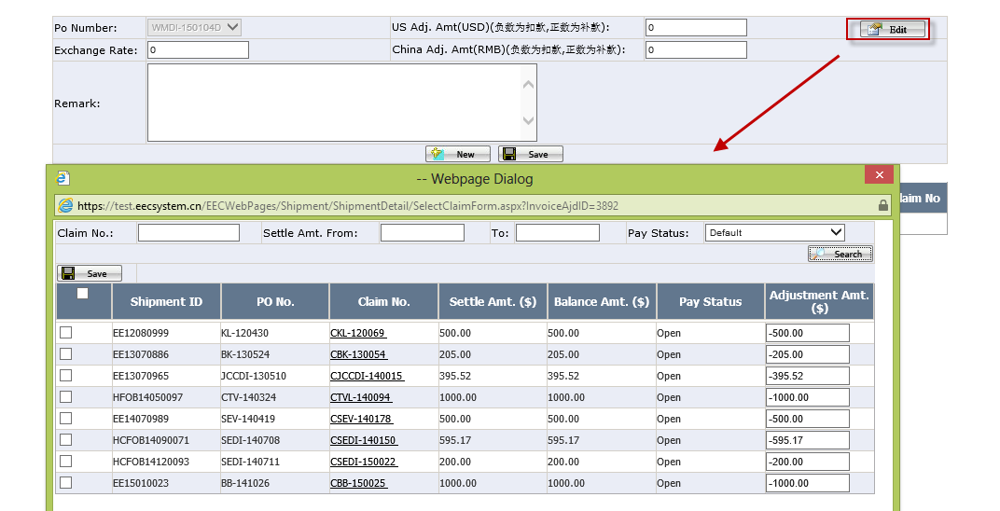 Po Number: WMDI-150104D US Adj. Amt(USD)(负数为扣款,正数为补款): 0 Edit
Exchange Rate: 0 China Adj. Amt(RMB)(负数为扣款,正数为补款): 0
Remark:
New Save
-- Webpage Dialog
https://test.eecsystem.cn/EECWebPages/Shipment/ShipmentDetail/SelectClaimForm.aspx?InvoiceAjdID=3892
laim No
Claim No.: Settle Amt. From: To: Pay Status: Default
Search
Save
Shipment ID PO No. Claim No. Settle Amt. ($) Balance Amt. ($) Pay Status Adjustment Amt. ($)
EE12080999 KL-120430 CKL-120069 500.00 500.00 Open -500.00
EE13070886 BK-130524 CBK-130054 205.00 205.00 Open -205.00
EE13070965 JCCDI-130510 CJCCDI-140015 395.52 395.52 Open -395.52
HFOB14050097 CTV-140324 CTVL-140094 1000.00 1000.00 Open -1000.00
EE14070989 SEV-140419 CSEV-140178 500.00 500.00 Open -500.00
HCFOB14090071 SEDI-140708 CSEDI-140150 595.17 595.17 Open -595.17
HCFOB14120093 SEDI-140711 CSEDI-150022 200.00 200.00 Open -200.00
EE15010023 BB-141026 CBB-150025 1000.00 1000.00 Open -1000.00